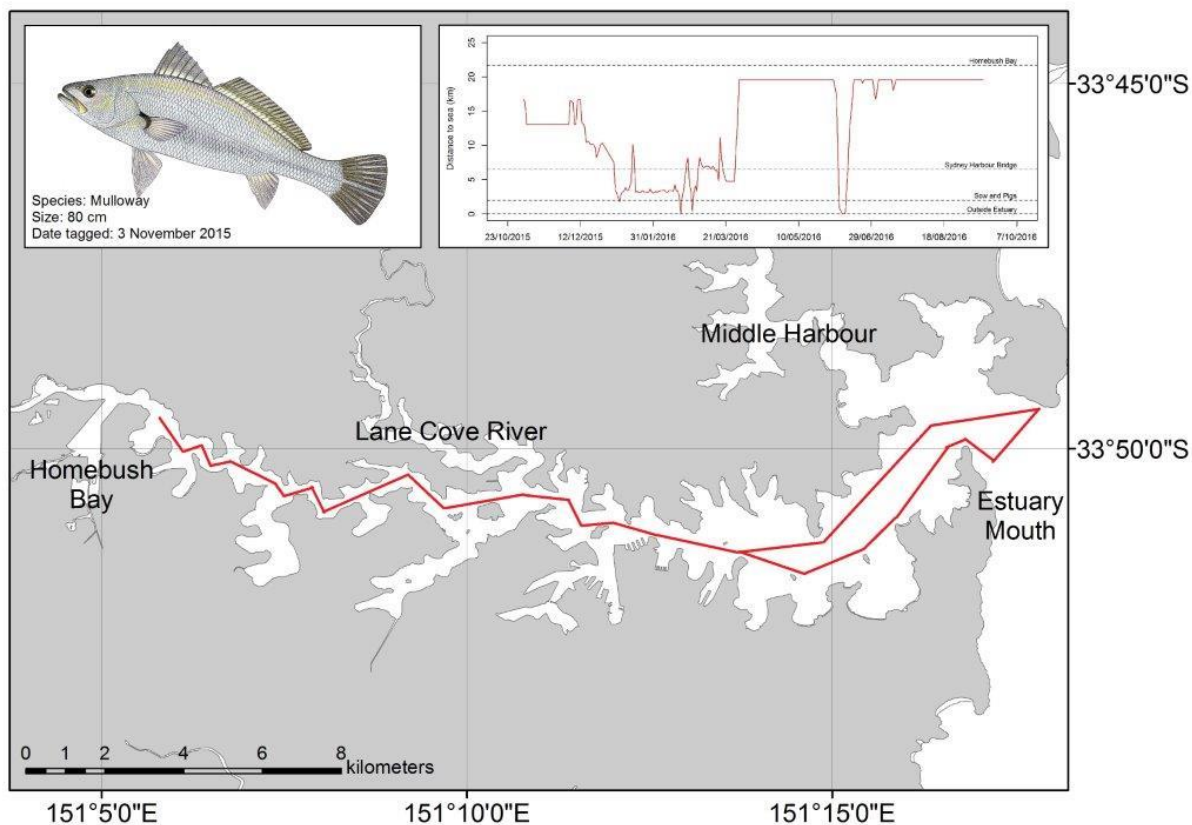 Species: Mulloway
Size: 80 cm
Date tagged: 3 November 2015
Distance to sea (km)
25
20
15
10
5
0
Homebush Bay
Sydney Harbour Bridge
Sow and Pigs
Outside Estuary
23/10/2015 12/12/2015 31/01/2016 21/03/2016 10/05/2016 29/06/2016 18/08/2016 7/10/2016
33°45'0"S
Middle Harbour
Lane Cove River
33°50'0"S
Homebush
Bay
Estuary
Mouth
0 1 2 4 6 8
kilometers
151°5'0"E 151°10'0"E 151°15'0"E